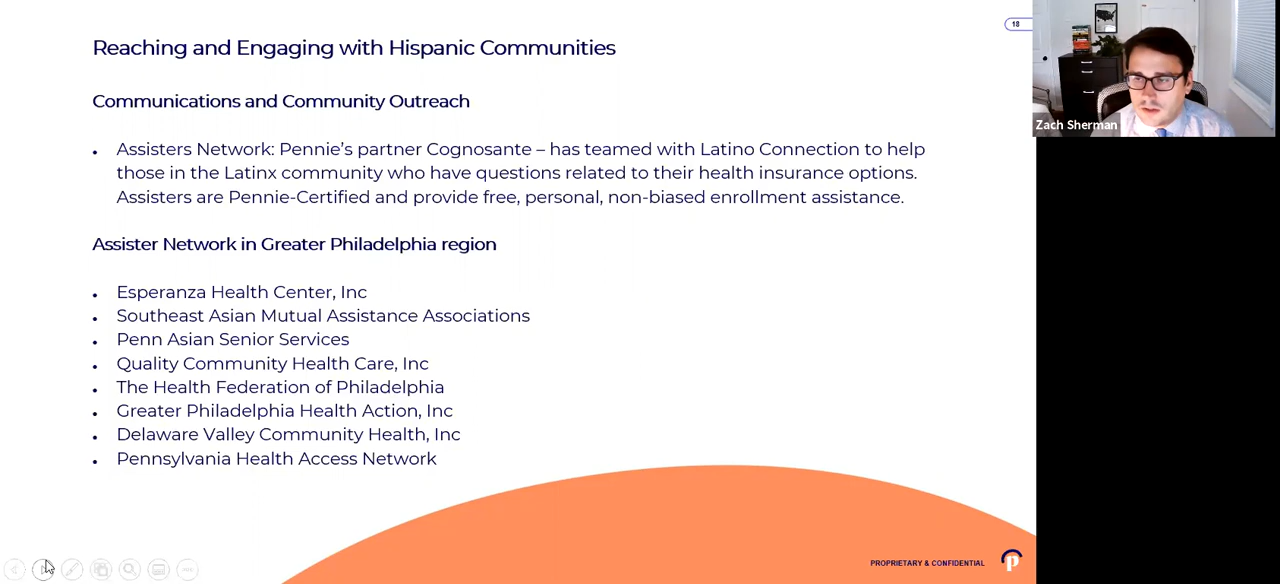 18
Reaching and Engaging with Hispanic Communities
Communications and Community Outreach
• Assisters Network: Pennie’s partner Cognosante – has teamed with Latino Connection to help
those in the Latinx community who have questions related to their health insurance options.
Assisters are Pennie-Certified and provide free, personal, non-biased enrollment assistance.
Assister Network in Greater Philadelphia region
• Esperanza Health Center, Inc
• Southeast Asian Mutual Assistance Associations
• Penn Asian Senior Services
• Quality Community Health Care, Inc
• The Health Federation of Philadelphia
• Greater Philadelphia Health Action, Inc
• Delaware Valley Community Health, Inc
• Pennsylvania Health Access Network
PROPRIETARY & CONFIDENTIAL
p
Zach Sherman